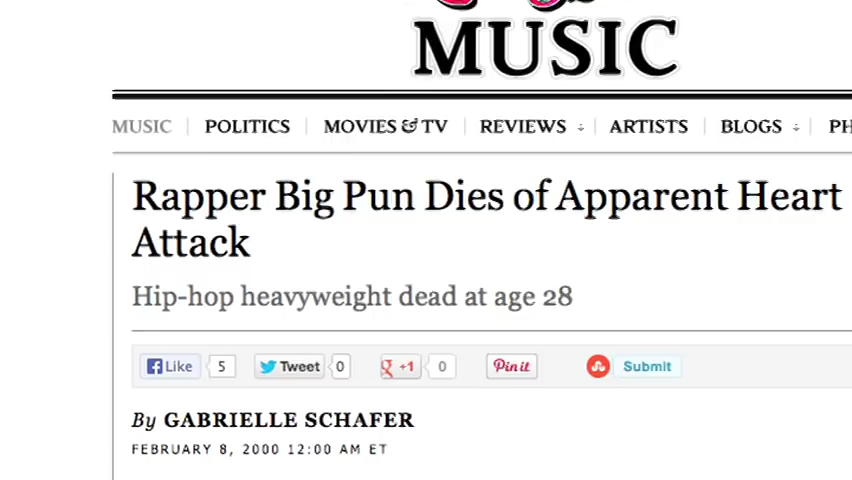 MUSIC
MUSIC POLITICS MOVIES & TV REVIEWS ARTISTS BLOGS PH
Rapper Big Pun Dies of Apparent Heart
Attack
Hip-hop heavyweight dead at age 28
Like 5 Tweet 0 +1 0 Pin it Submit
By GABRIELLE SCHAFER
FEBRUARY 8, 2000 12:00 AM ET